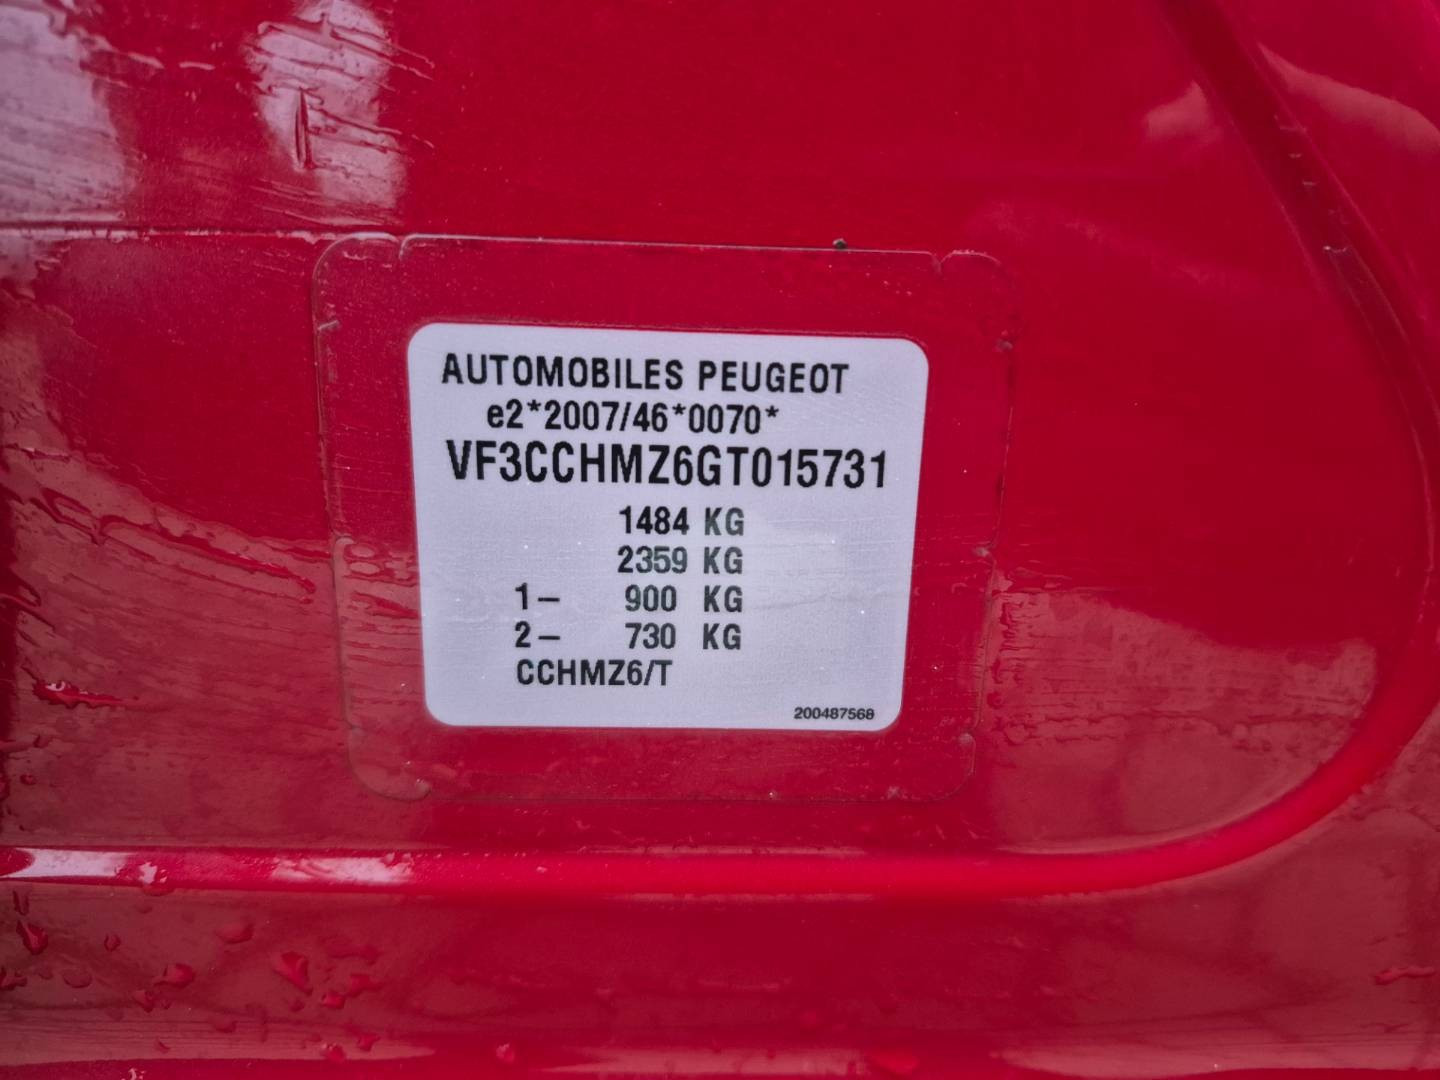 AUTOMOBILES PEUGEOT
e2*2007/46*0070*
VF3CCHMZ6GT015731
1484 KG
2359 KG
1- 900 KG
2- 730 KG
CCHMZ6/T
200487568